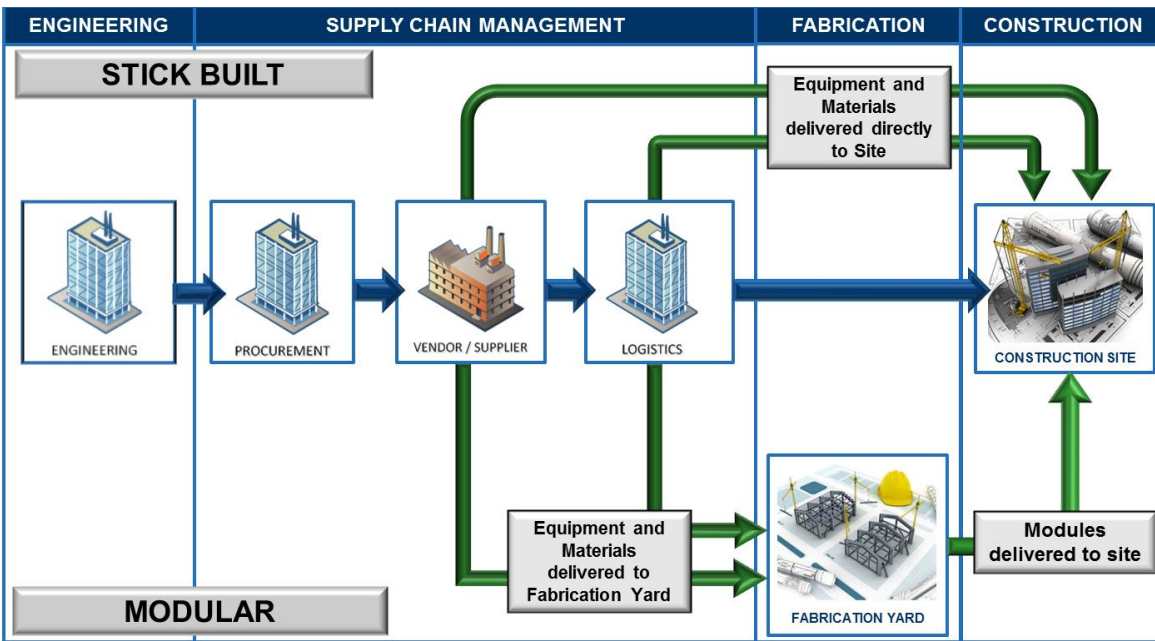 ENGINEERING
SUPPLY CHAIN MANAGEMENT
FABRICATION
CONSTRUCTION
STICK BUILT
Equipment and
Materials
delivered directly
to Site
ENGINEERING
PROCUREMENT
VENDOR / SUPPLIER
LOGISTICS
CONSTRUCTION SITE
Equipment and
Materials
delivered to
Fabrication Yard
Modules
delivered to site
MODULAR
FABRICATION YARD